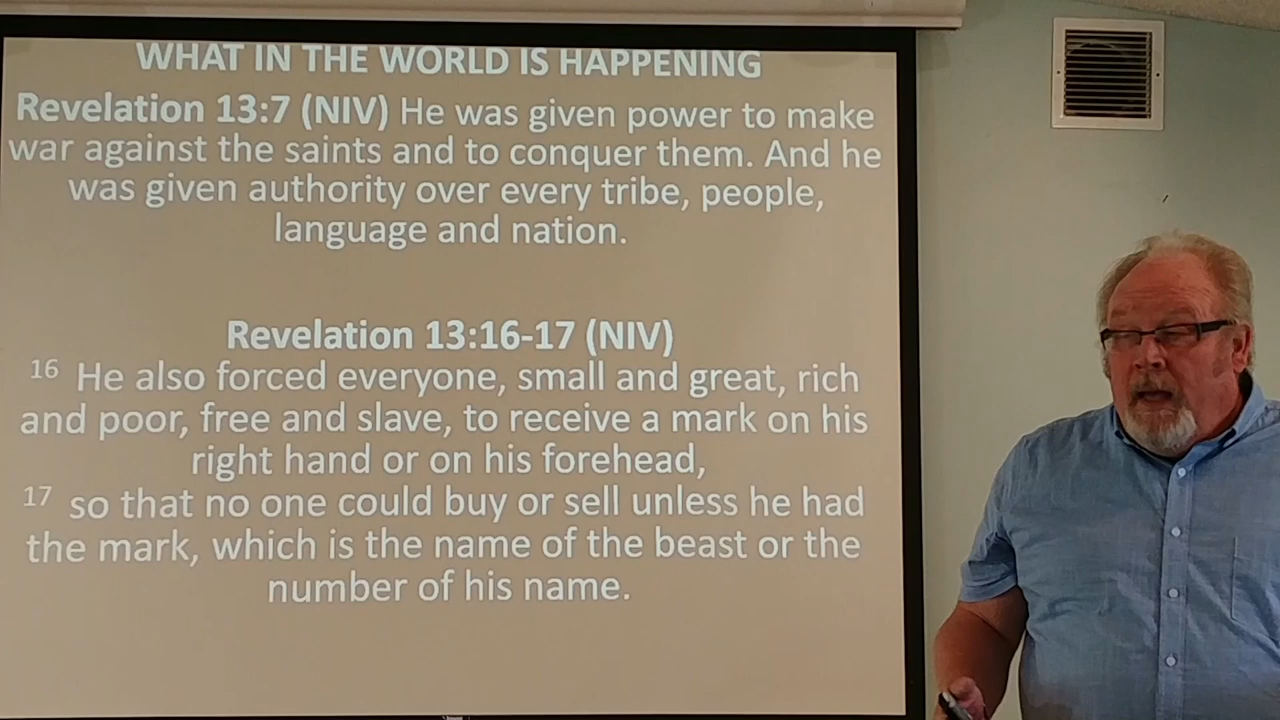 WHAT IN THE WORLD IS HAPPENING
Revelation 13:7 (NIV) He was given power to make
war against the saints and to conquer them. And he
was given authority over every tribe, people,
language and nation.
Revelation 13:16-17 (NIV)
16 He also forced everyone, small and great, rich
and poor, free and slave, to receive a mark on his
right hand or on his forehead,
17 so that no one could buy or sell unless he had
the mark, which is the name of the beast or the
number of his name.